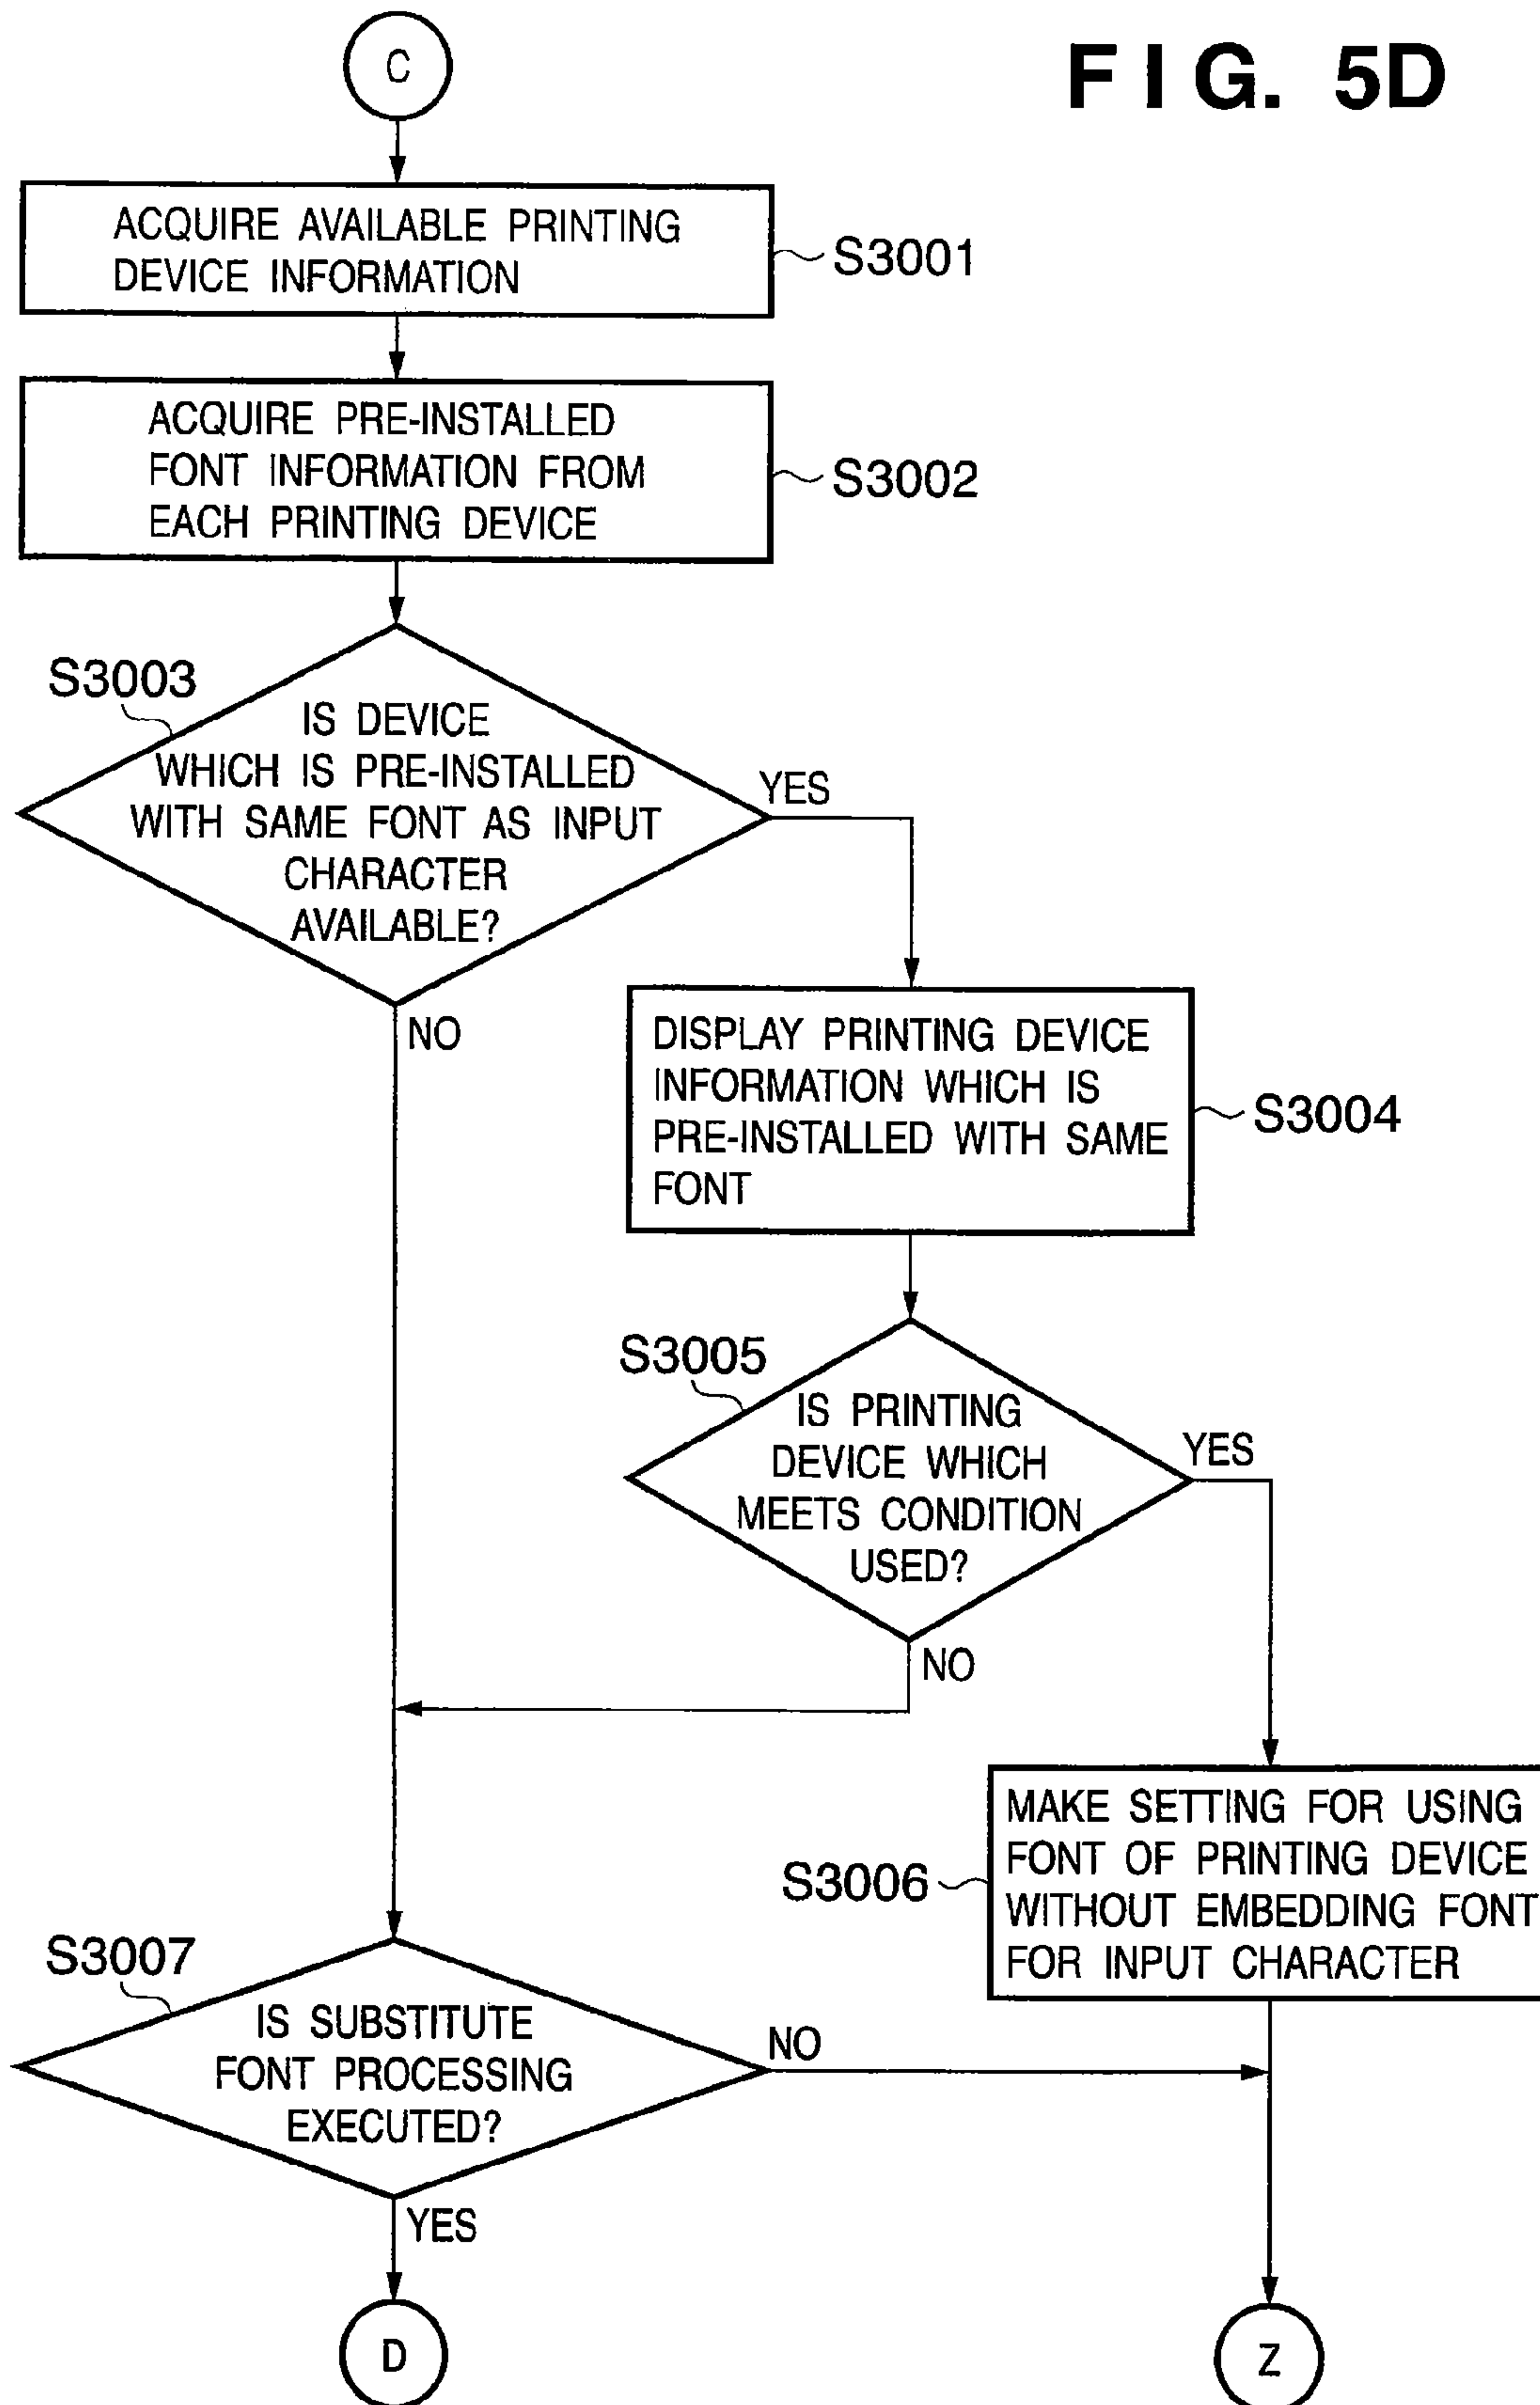 C
F I G. 5D
ACQUIRE AVAILABLE PRINTING
DEVICE INFORMATION
S3001
ACQUIRE PRE-INSTALLED
FONT INFORMATION FROM
EACH PRINTING DEVICE
S3002
S3003
IS DEVICE
WHICH IS PRE-INSTALLED
WITH SAME FONT AS INPUT
CHARACTER
AVAILABLE?
YES
NO
DISPLAY PRINTING DEVICE
INFORMATION WHICH IS
PRE-INSTALLED WITH SAME
FONT
S3004
S3005
IS PRINTING
DEVICE WHICH
MEETS CONDITION
USED?
YES
NO
MAKE SETTING FOR USING
FONT OF PRINTING DEVICE
WITHOUT EMBEDDING FONT
FOR INPUT CHARACTER
S3006
S3007
IS SUBSTITUTE
FONT PROCESSING
EXECUTED?
NO
YES
D
Z